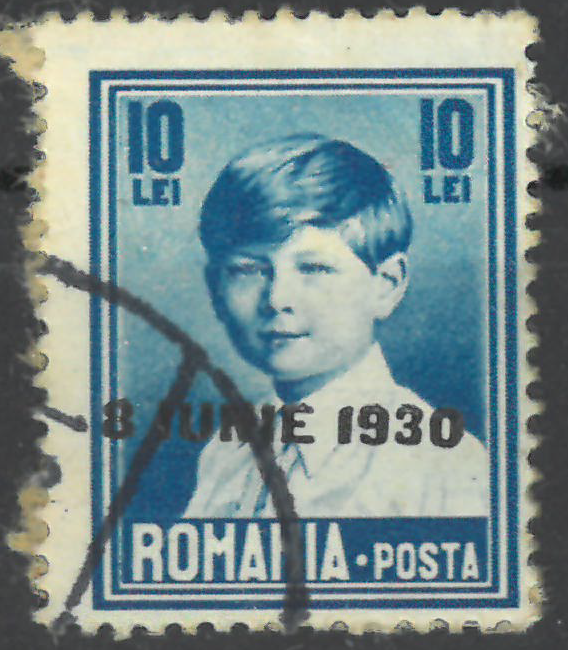 10 10
LEI LEI
8 IUNIE 1930
ROMANIA · POSTA